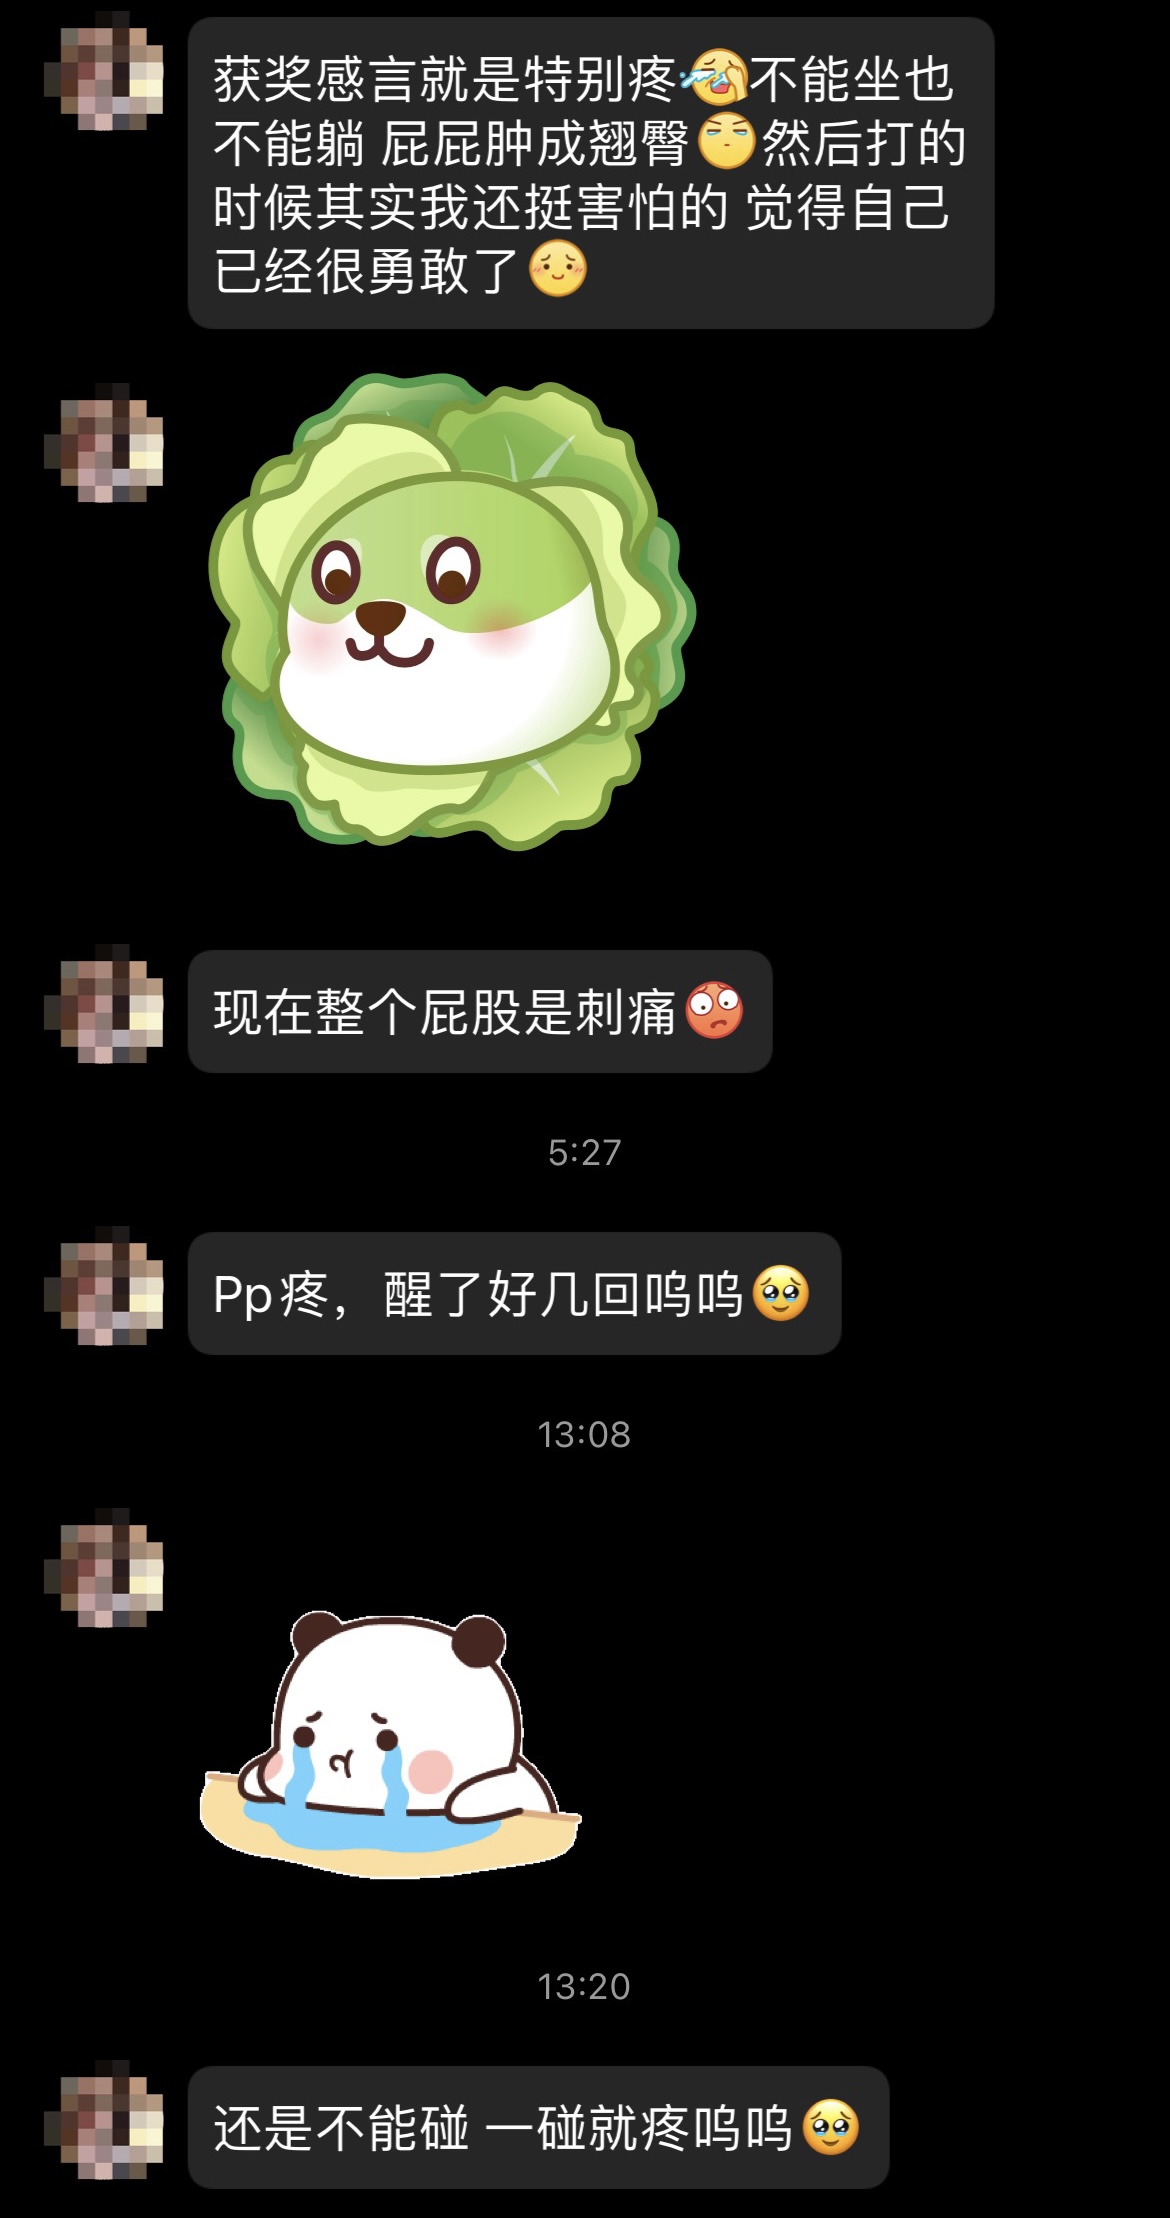 获奖感言就是特别疼🤣不能坐也
不能躺 屁屁肿成翘臀😑然后打的
时候其实我还挺害怕的 觉得自己
已经很勇敢了☺️
现在整个屁股是刺痛😳
5:27
Pp疼，醒了好几回呜呜🥹
13:08
13:20
还是不能碰 一碰就疼呜呜🥹